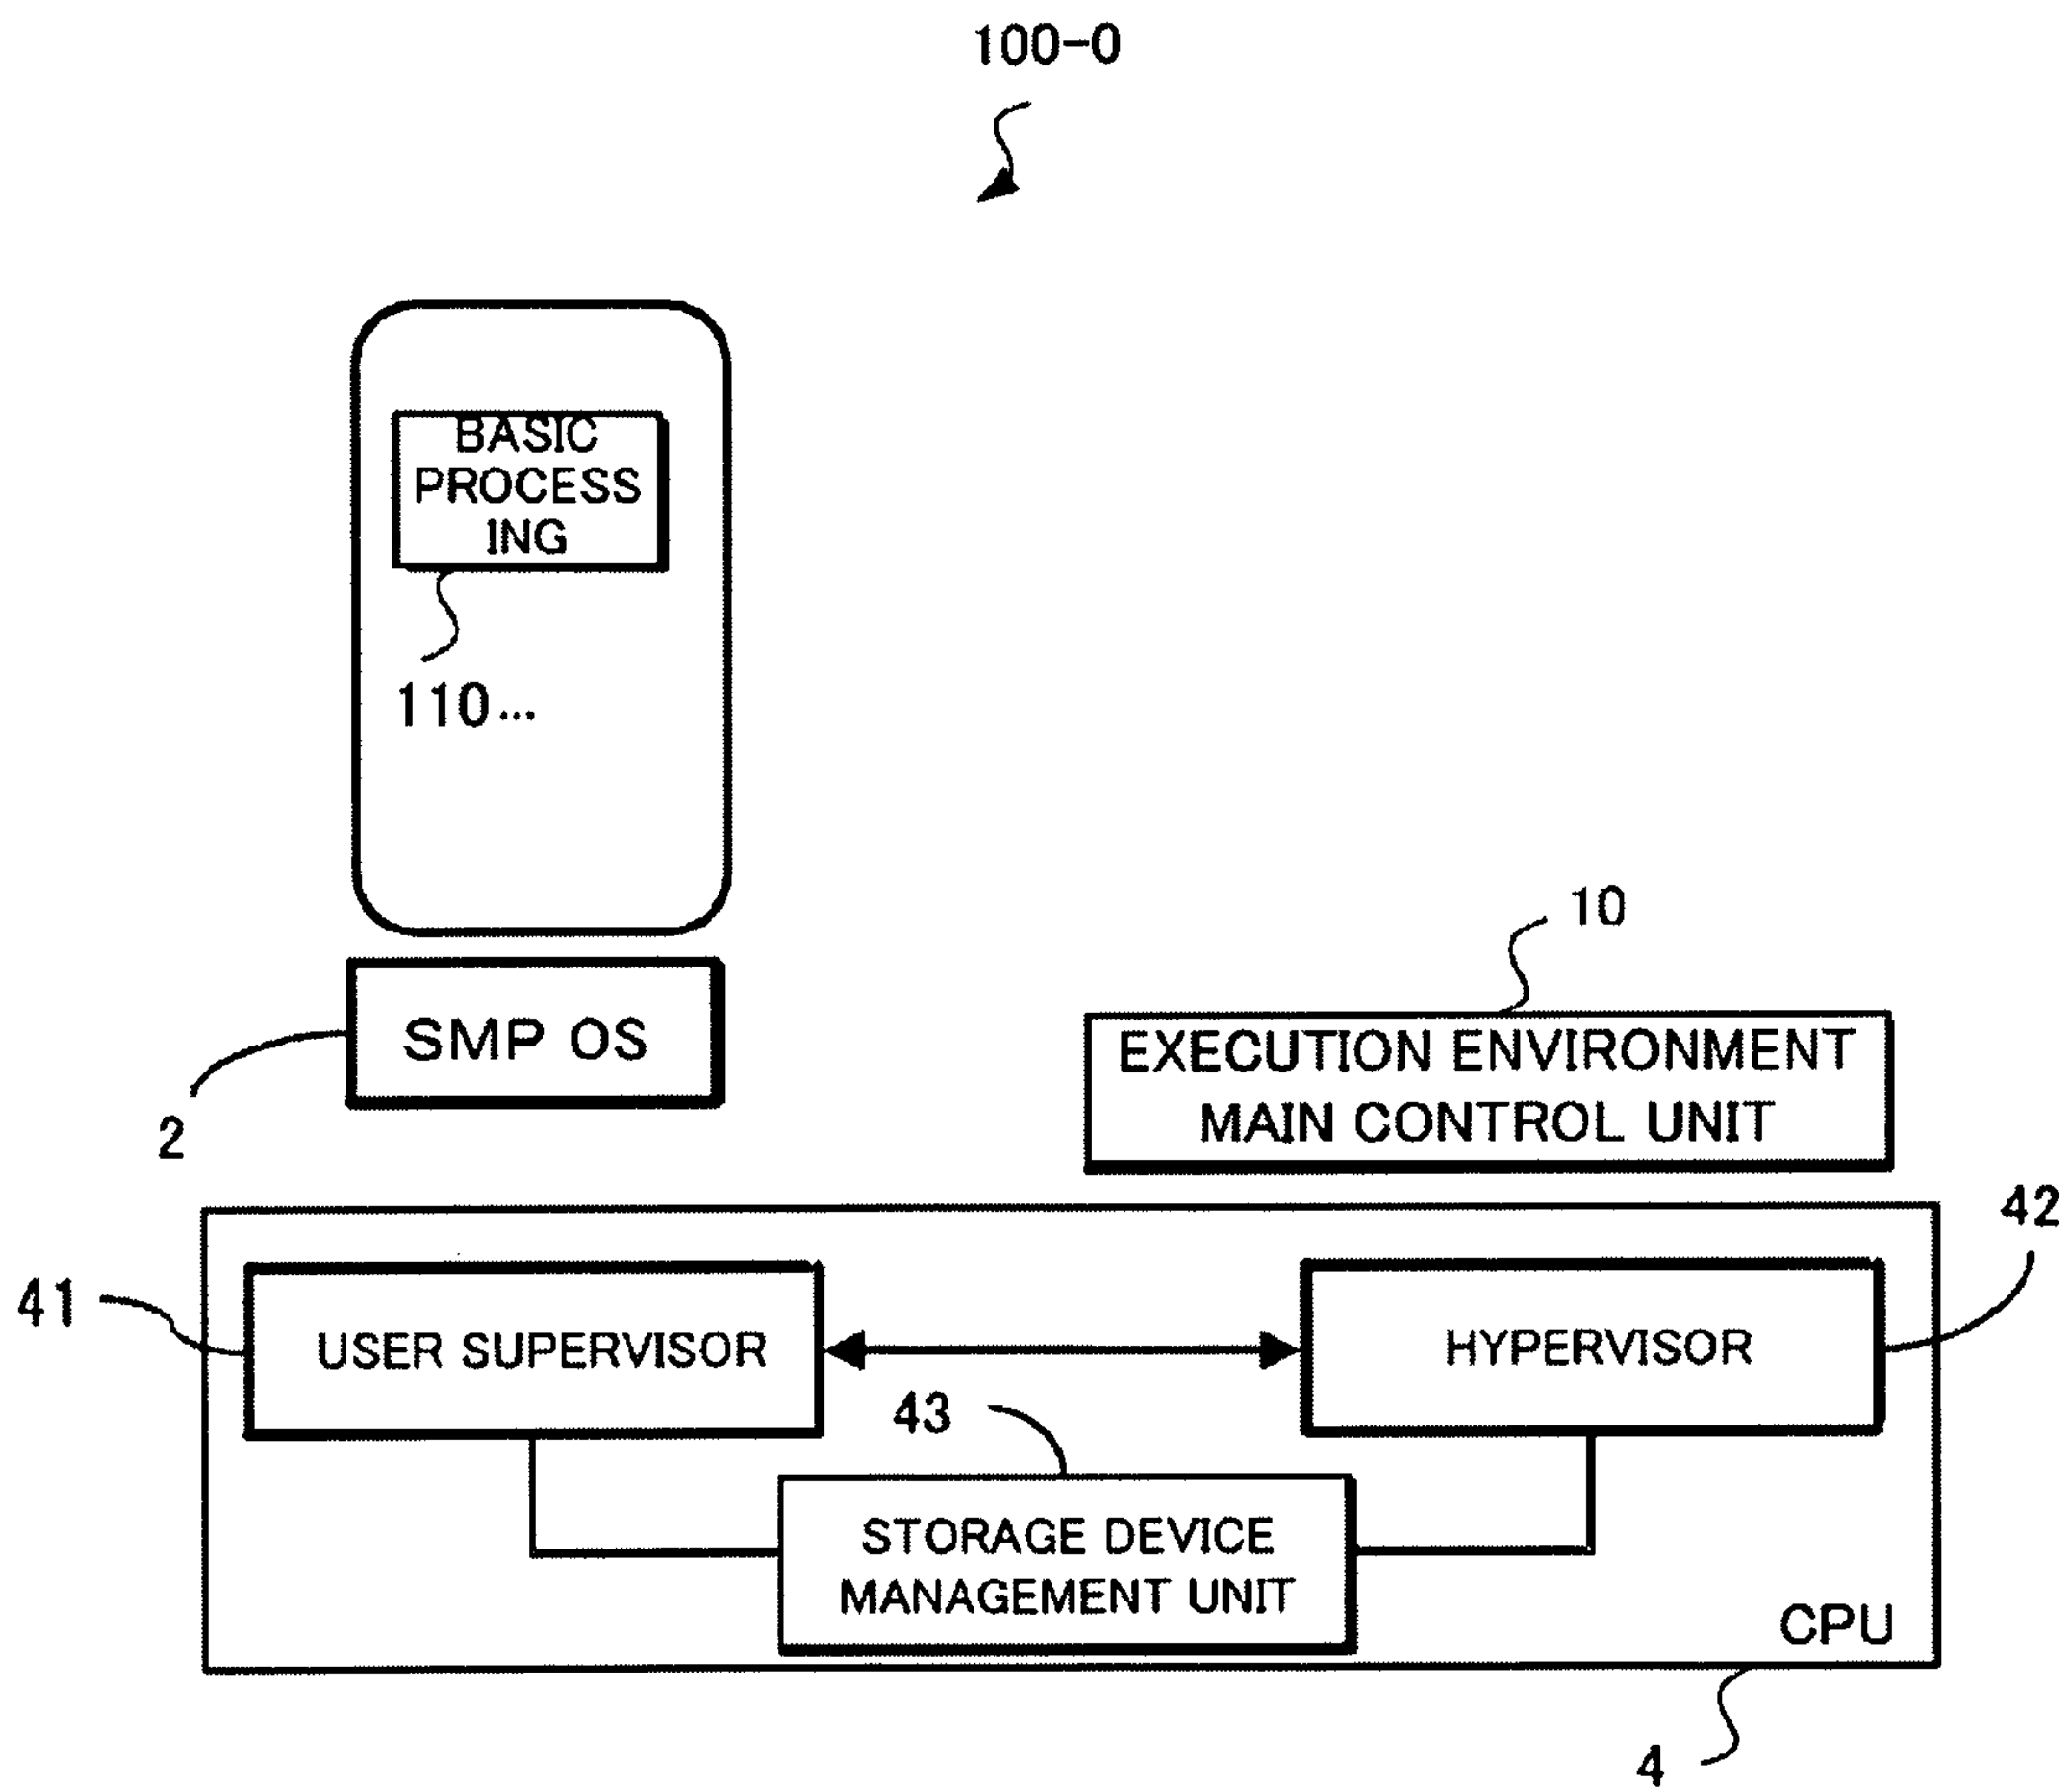 100-0
BASIC
PROCESS
ING
110...
10
SMP OS
EXECUTION ENVIRONMENT
MAIN CONTROL UNIT
2
42
41
USER SUPERVISOR
HYPERVISOR
43
STORAGE DEVICE
MANAGEMENT UNIT
CPU
4